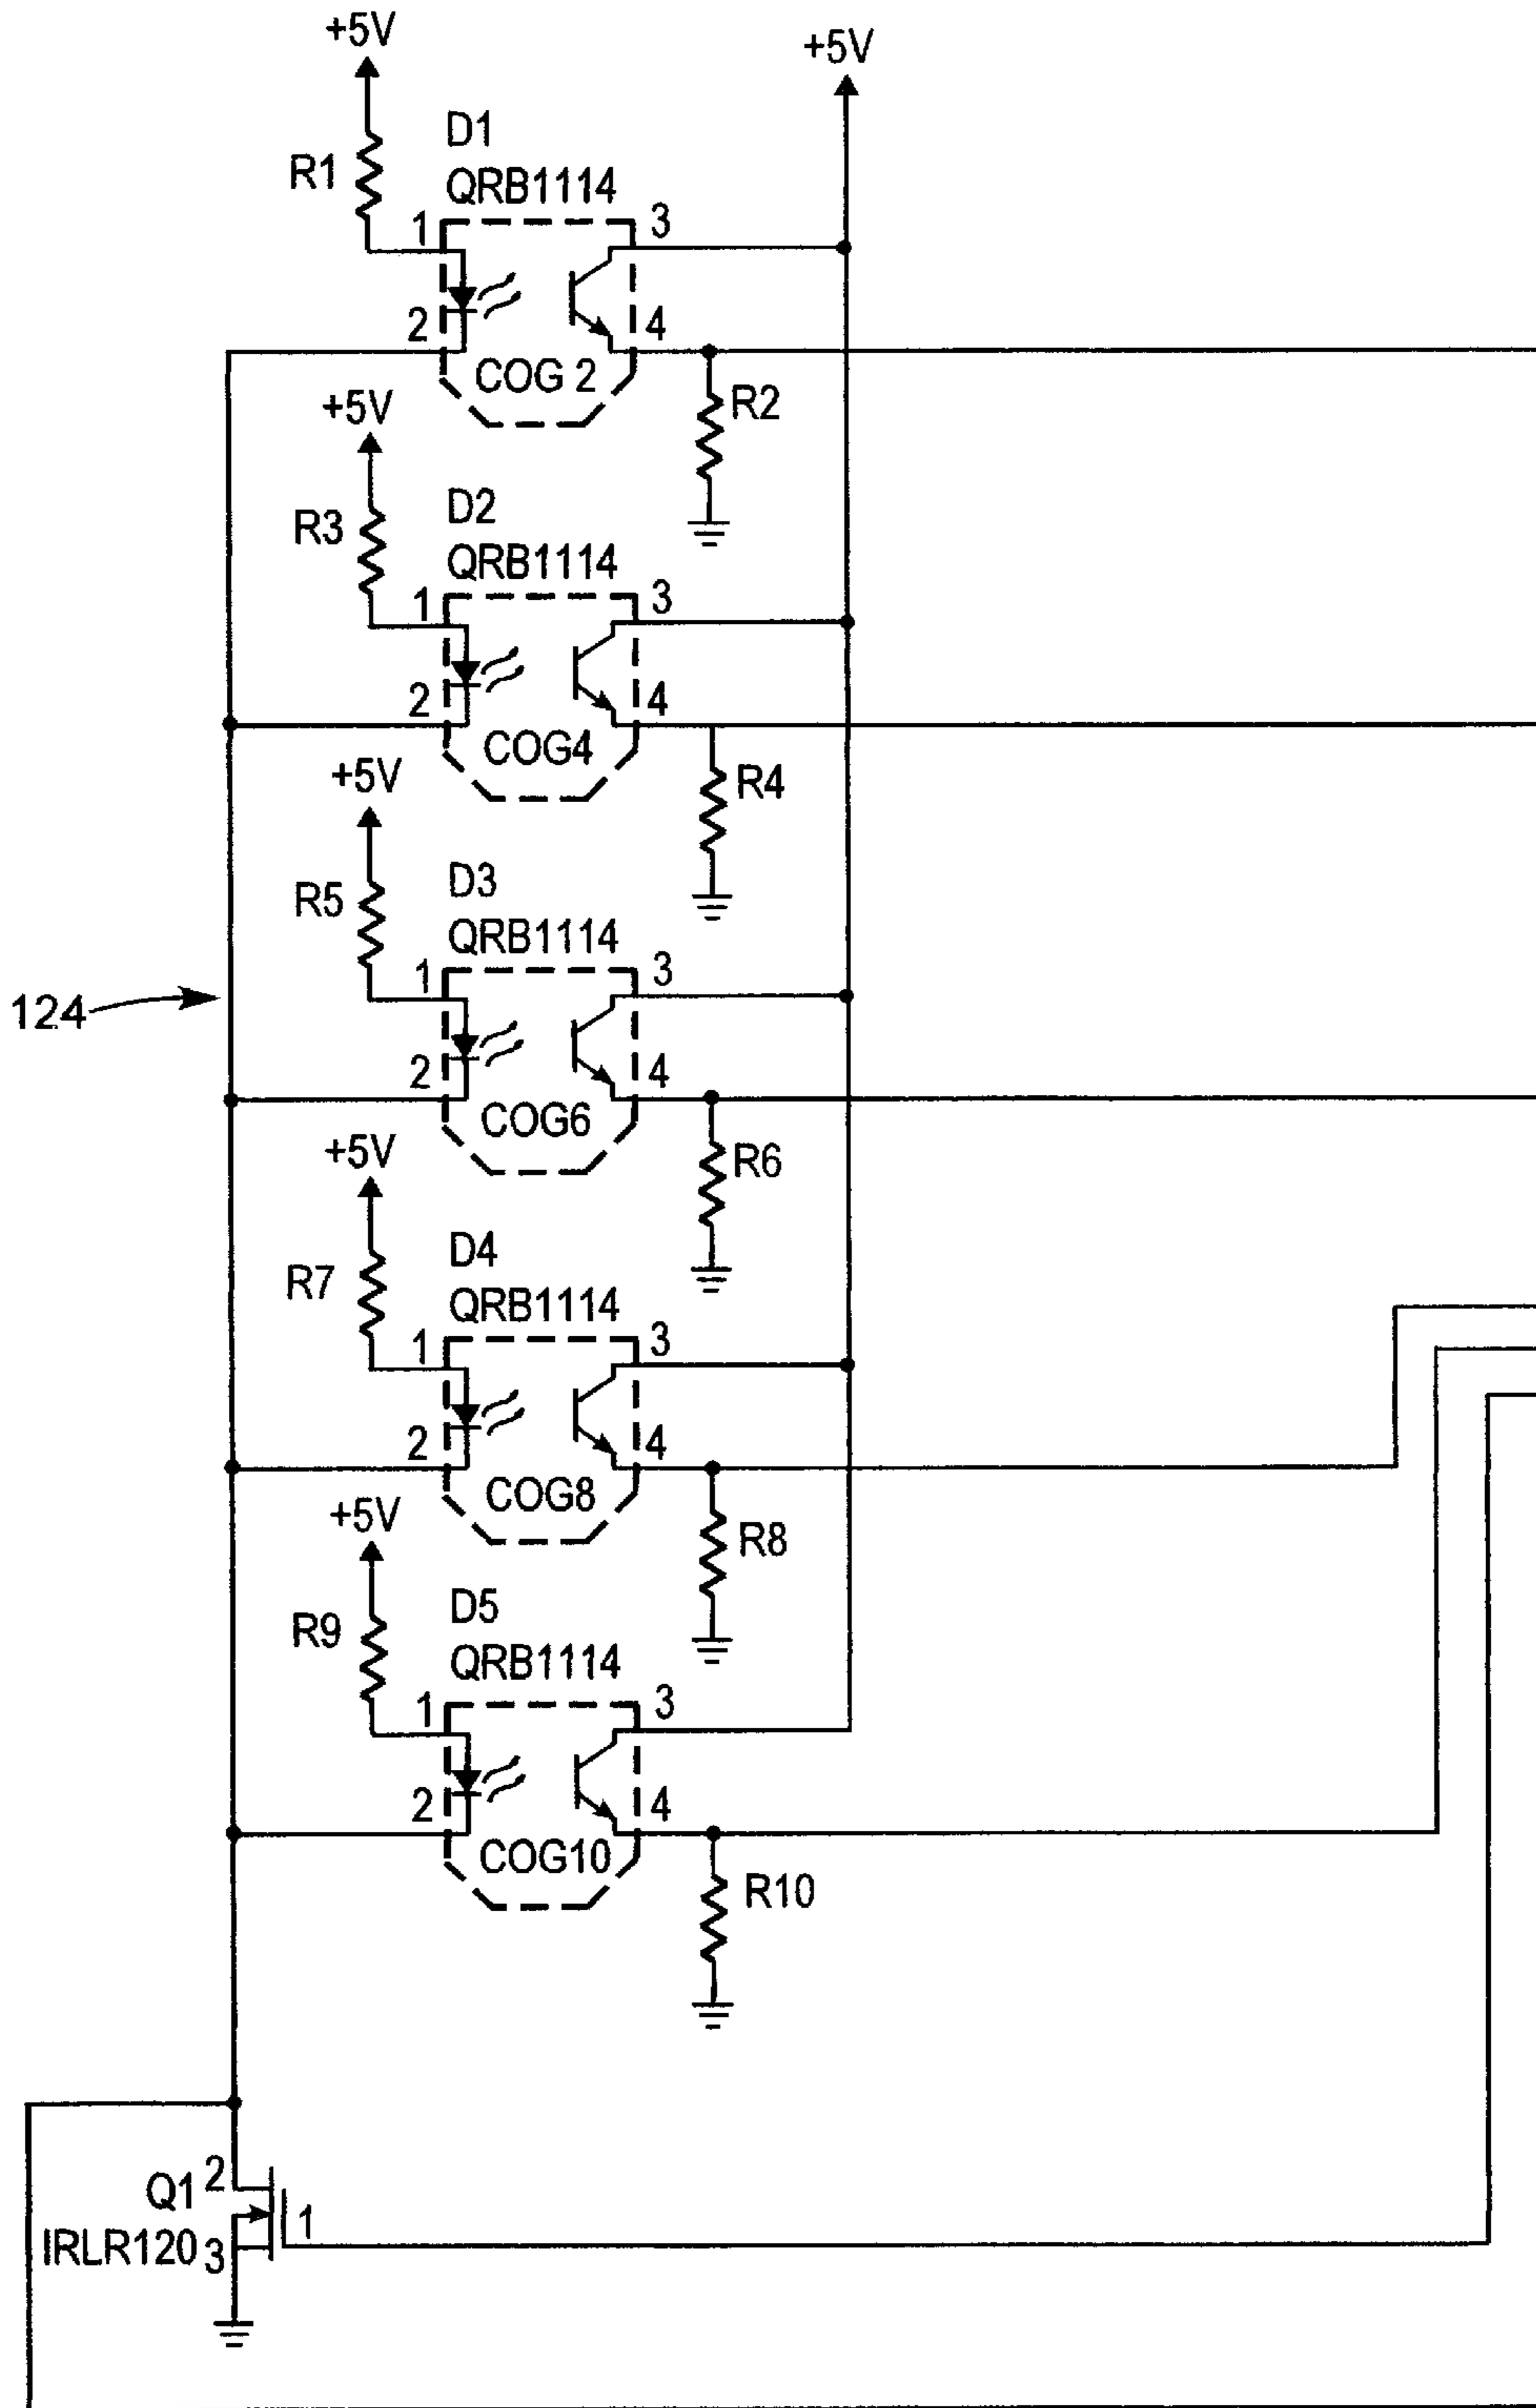 +5V
+5V
R1
D1
QRB1114
1
3
2
4
COG 2
R2
+5V
R3
D2
QRB1114
1
3
2
4
COG4
R4
+5V
R5
D3
QRB1114
1
3
124
2
4
COG6
R6
+5V
R7
D4
QRB1114
1
3
2
4
COG8
R8
+5V
R9
D5
QRB1114
1
3
2
4
COG10
R10
Q1
2
1
IRLR120
3